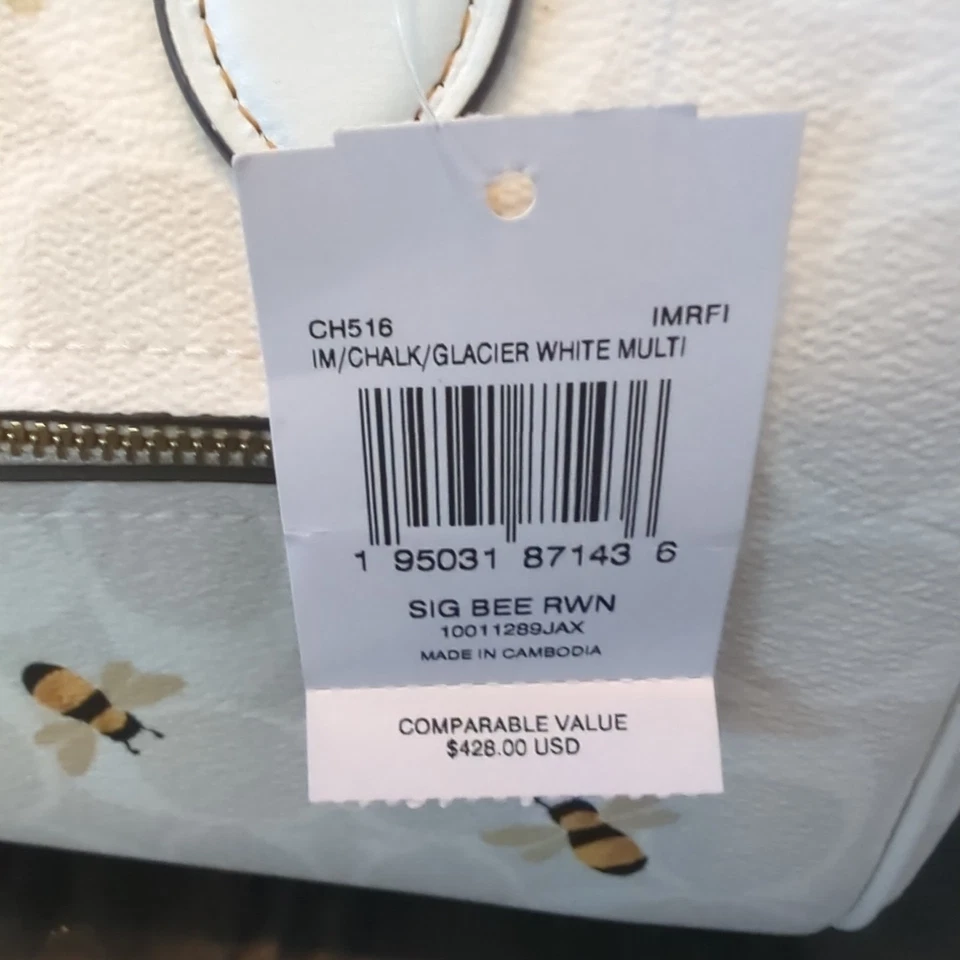 CH516 IMRFI
IM/CHALK/GLACIER WHITE MULTI
1 95031 87143 6
SIG BEE RWN
10011289JAX
MADE IN CAMBODIA
COMPARABLE VALUE
$428.00 USD